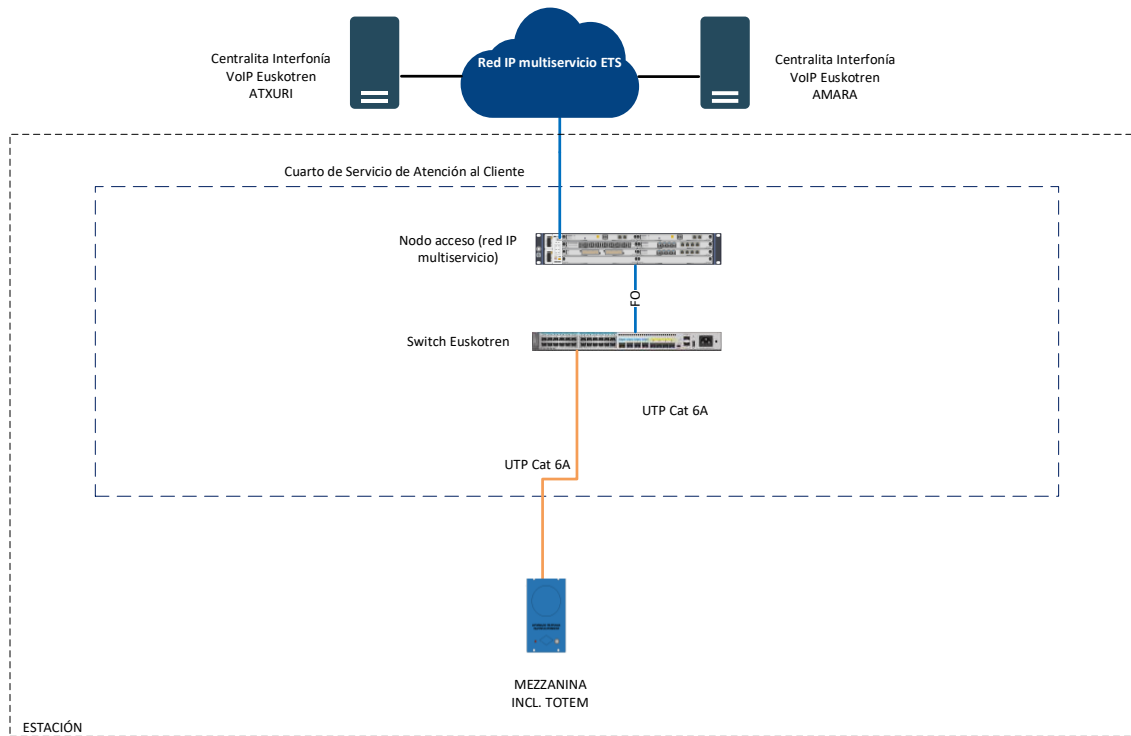 Centralita Interfonía
VoIP Euskotren
ATXURI
Red IP multiservicio ETS
Centralita Interfonía
VoIP Euskotren
AMARA
Cuarto de Servicio de Atención al Cliente
Nodo acceso (red IP
multiservicio)
FO
Switch Euskotren
UTP Cat 6A
UTP Cat 6A
MEZZANINA
INCL. TOTEM
ESTACIÓN